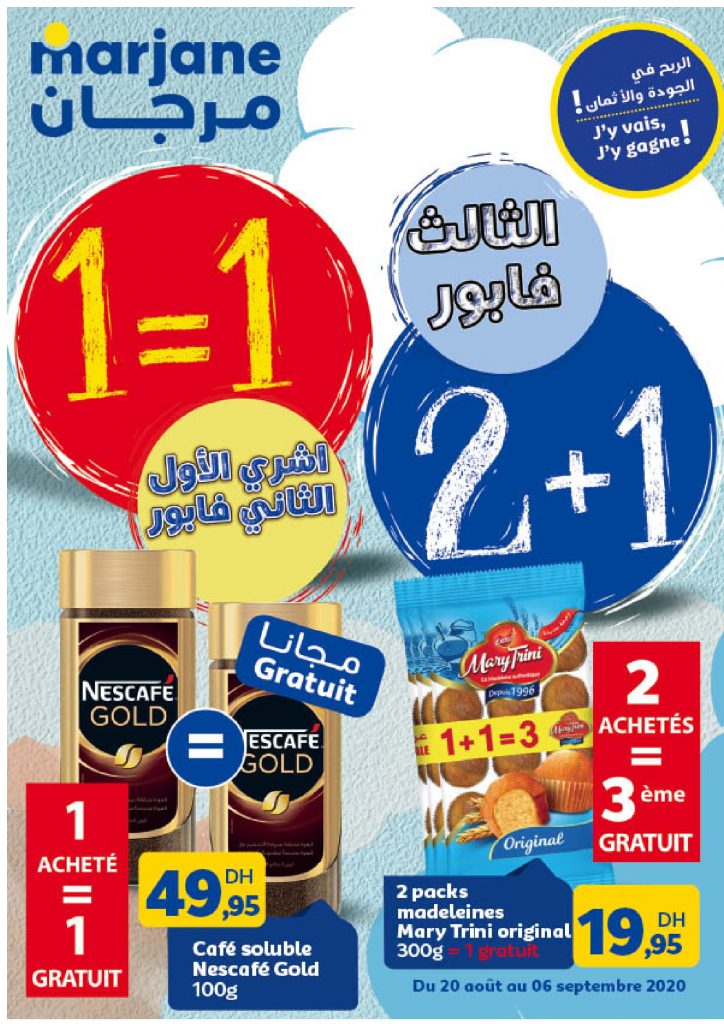 marjane
مرجان
الربح في
الجودة والأثمان !
J'y vais,
J'y gagne !
1=1
الثالث
فابور
2+1
اشري الأول
الثاني فابور
مجانا
Gratuit
NESCAFÉ
GOLD
=
ESCAFÉ
GOLD
Mary Trini
Depuis 1996
1+1=3
Mary Trini
Original
2
ACHETÉS
=
3ème
GRATUIT
1
ACHETÉ
=
1
GRATUIT
49,95 DH
Café soluble
Nescafé Gold
100g
2 packs
madeleines
Mary Trini original
300g = 1 gratuit
19,95 DH
Du 20 août au 06 septembre 2020